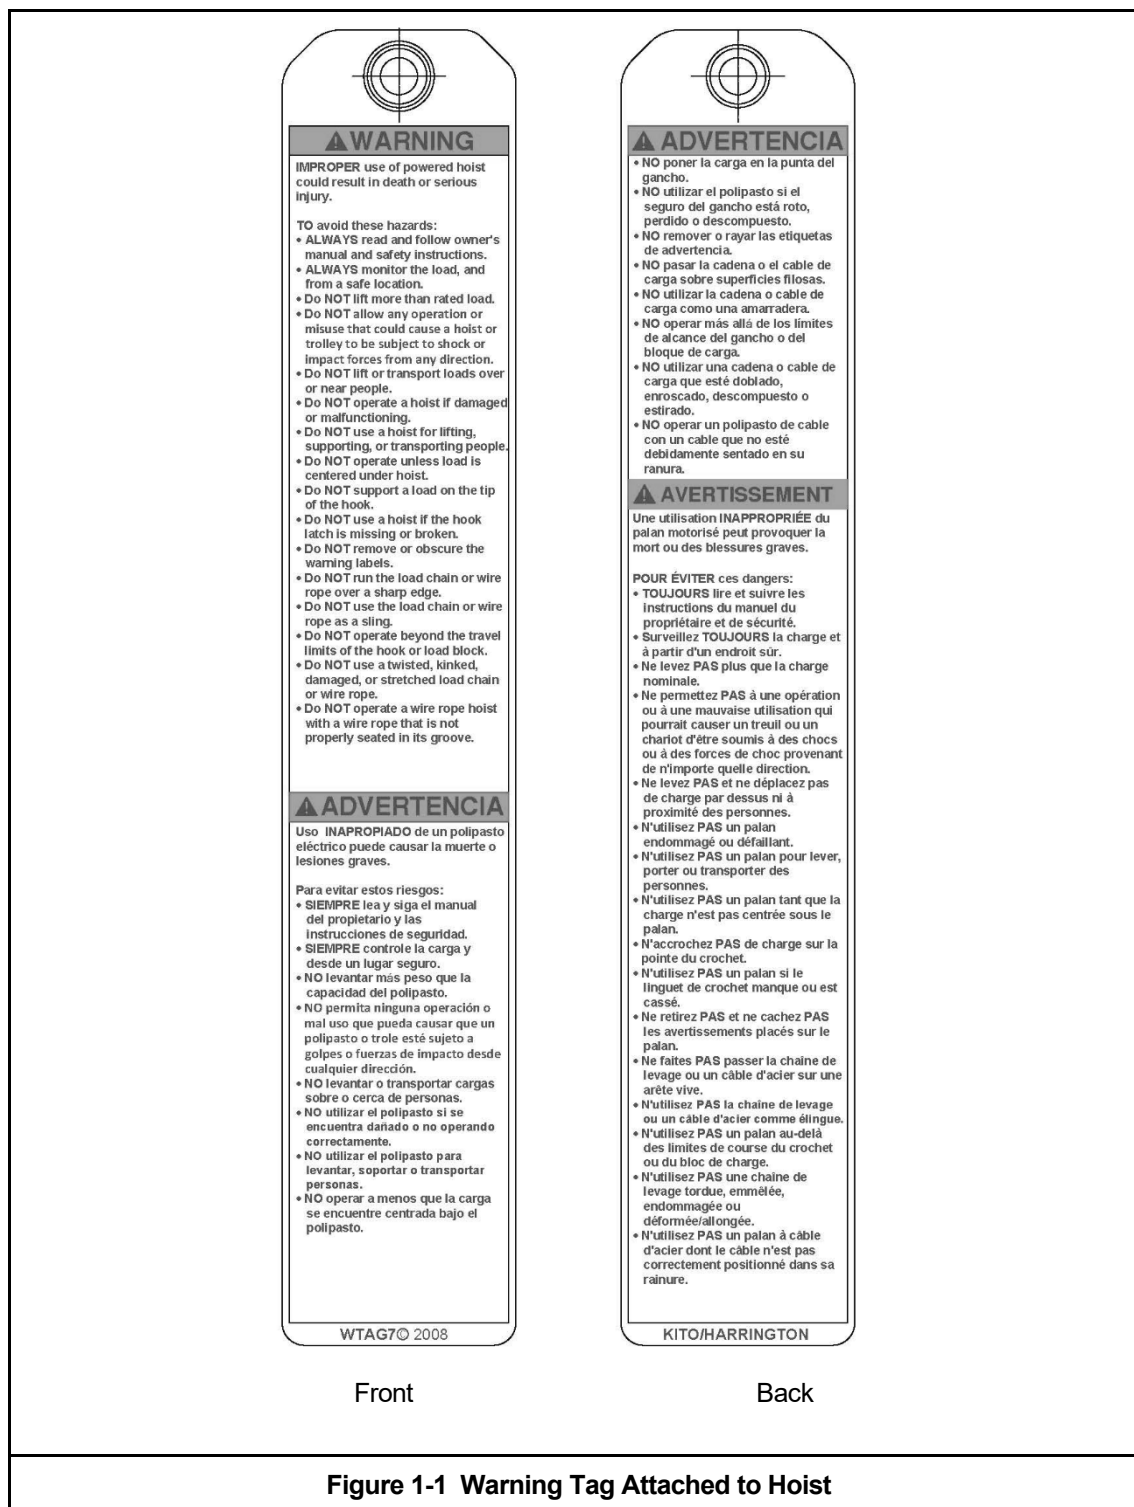 WARNING
IMPROPER use of powered hoist
could result in death or serious
injury.
TO avoid these hazards:
• ALWAYS read and follow owner's
manual and safety instructions.
• ALWAYS monitor the load, and
from a safe location.
• Do NOT lift more than rated load.
• Do NOT allow any operation or
misuse that could cause a hoist or
trolley to be subject to shock or
impact forces from any direction.
• Do NOT lift or transport loads over
or near people.
• Do NOT operate a hoist if damaged
or malfunctioning.
• Do NOT use a hoist for lifting,
supporting, or transporting people.
• Do NOT operate unless load is
centered under hoist.
• Do NOT support a load on the tip
of the hook.
• Do NOT use a hoist if the hook
latch is missing or broken.
• Do NOT remove or obscure the
warning labels.
• Do NOT run the load chain or wire
rope over a sharp edge.
• Do NOT use the load chain or wire
rope as a sling.
• Do NOT operate beyond the travel
limits of the hook or load block.
• Do NOT use a twisted, kinked,
damaged, or stretched load chain
or wire rope.
• Do NOT operate a wire rope hoist
with a wire rope that is not
properly seated in its groove.
ADVERTENCIA
Uso INAPROPIADO de un polipasto
eléctrico puede causar la muerte o
lesiones graves.
Para evitar estos riesgos:
• SIEMPRE lea y siga el manual
del propietario y las
instrucciones de seguridad.
• SIEMPRE controle la carga y
desde un lugar seguro.
• NO levantar más peso que la
capacidad del polipasto.
• NO permita ninguna operación o
mal uso que pueda causar que un
polipasto o trole esté sujeto a
golpes o fuerzas de impacto desde
cualquier dirección.
• NO levantar o transportar cargas
sobre o cerca de personas.
• NO utilizar el polipasto si se
encuentra dañado o no operando
correctamente.
• NO utilizar el polipasto para
levantar, soportar o transportar
personas.
• NO operar a menos que la carga
se encuentre centrada bajo el
polipasto.
WTAG7© 2008
Front
ADVERTENCIA
• NO poner la carga en la punta del
gancho.
• NO utilizar el polipasto si el
seguro del gancho está roto,
perdido o descompuesto.
• NO remover o rayar las etiquetas
de advertencia.
• NO pasar la cadena o el cable de
carga sobre superficies filosas.
• NO utilizar la cadena o cable de
carga como una amarradera.
• NO operar más allá de los límites
de alcance del gancho o del
bloque de carga.
• NO utilizar una cadena o cable de
carga que esté doblado,
enroscado, descompuesto o
estirado.
• NO operar un polipasto de cable
con un cable que no esté
debidamente sentado en su
ranura.
AVERTISSEMENT
Une utilisation INAPPROPRIÉE du
palan motorisé peut provoquer la
mort ou des blessures graves.
POUR ÉVITER ces dangers:
• TOUJOURS lire et suivre les
instructions du manuel du
propriétaire et de sécurité.
• Surveillez TOUJOURS la charge et
à partir d'un endroit sûr.
• Ne levez PAS plus que la charge
nominale.
• Ne permettez PAS à une opération
ou à une mauvaise utilisation qui
pourrait causer un treuil ou un
chariot d'être soumis à des chocs
ou à des forces de choc provenant
de n'importe quelle direction.
• Ne levez PAS et ne déplacez pas
de charge par dessus ni à
proximité des personnes.
• N'utilisez PAS un palan
endommagé ou défaillant.
• N'utilisez PAS un palan pour lever,
porter ou transporter des
personnes.
• N'utilisez PAS un palan tant que la
charge n'est pas centrée sous le
palan.
• N'accrochez PAS de charge sur la
pointe du crochet.
• N'utilisez PAS un palan si le
linguet de crochet manque ou est
cassé.
• Ne retirez PAS et ne cachez PAS
les avertissements placés sur le
palan.
• Ne faites PAS passer la chaîne de
levage ou un câble d'acier sur une
arête vive.
• N'utilisez PAS la chaîne de levage
ou un câble d'acier comme élingue.
• N'utilisez PAS un palan au-delà
des limites de course du crochet
ou du bloc de charge.
• N'utilisez PAS une chaîne de
levage tordue, emmêlée,
endommagée ou
déformée/allongée.
• N'utilisez PAS un palan à câble
d'acier dont le câble n'est pas
correctement positionné dans sa
rainure.
KITO/HARRINGTON
Back
Figure 1-1 Warning Tag Attached to Hoist